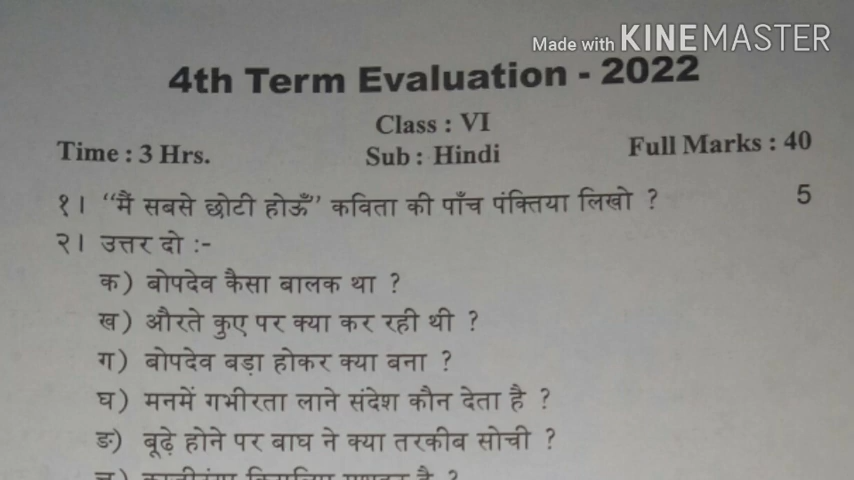 Made with KINEMASTER
4th Term Evaluation - 2022
Class : VI
Time : 3 Hrs.
Sub : Hindi
Full Marks : 40
१। “मैं सबसे छोटी होऊँ” कविता की पाँच पंक्तिया लिखो ? 5
२। उत्तर दो :-
क) बोपदेव कैसा बालक था ?
ख) औरते कुए पर क्या कर रही थी ?
ग) बोपदेव बड़ा होकर क्या बना ?
घ) मनमें गभीरता लाने संदेश कौन देता है ?
ङ) बूढ़े होने पर बाघ ने क्या तरकीब सोची ?